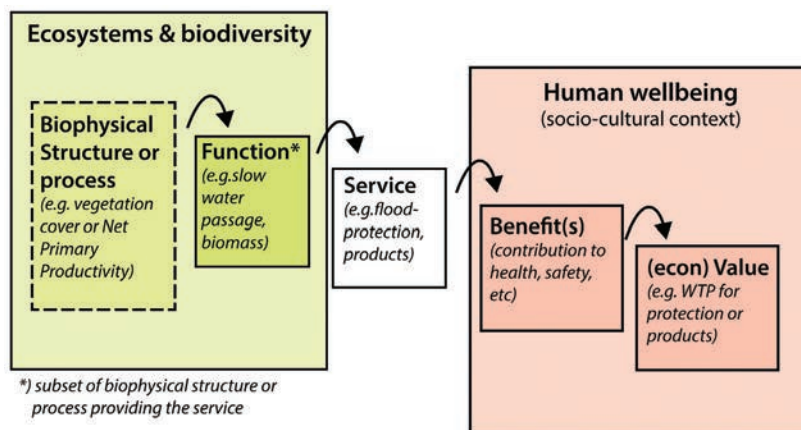 Ecosystems & biodiversity
Biophysical
Structure or
process
(e.g. vegetation
cover or Net
Primary
Productivity)
Function*
(e.g.slow
water
passage,
biomass)
Service
(e.g.flood-
protection,
products)
Human wellbeing
(socio-cultural context)
Benefit(s)
(contribution to
health, safety,
etc)
(econ) Value
(e.g. WTP for
protection or
products)
*) subset of biophysical structure or
process providing the service